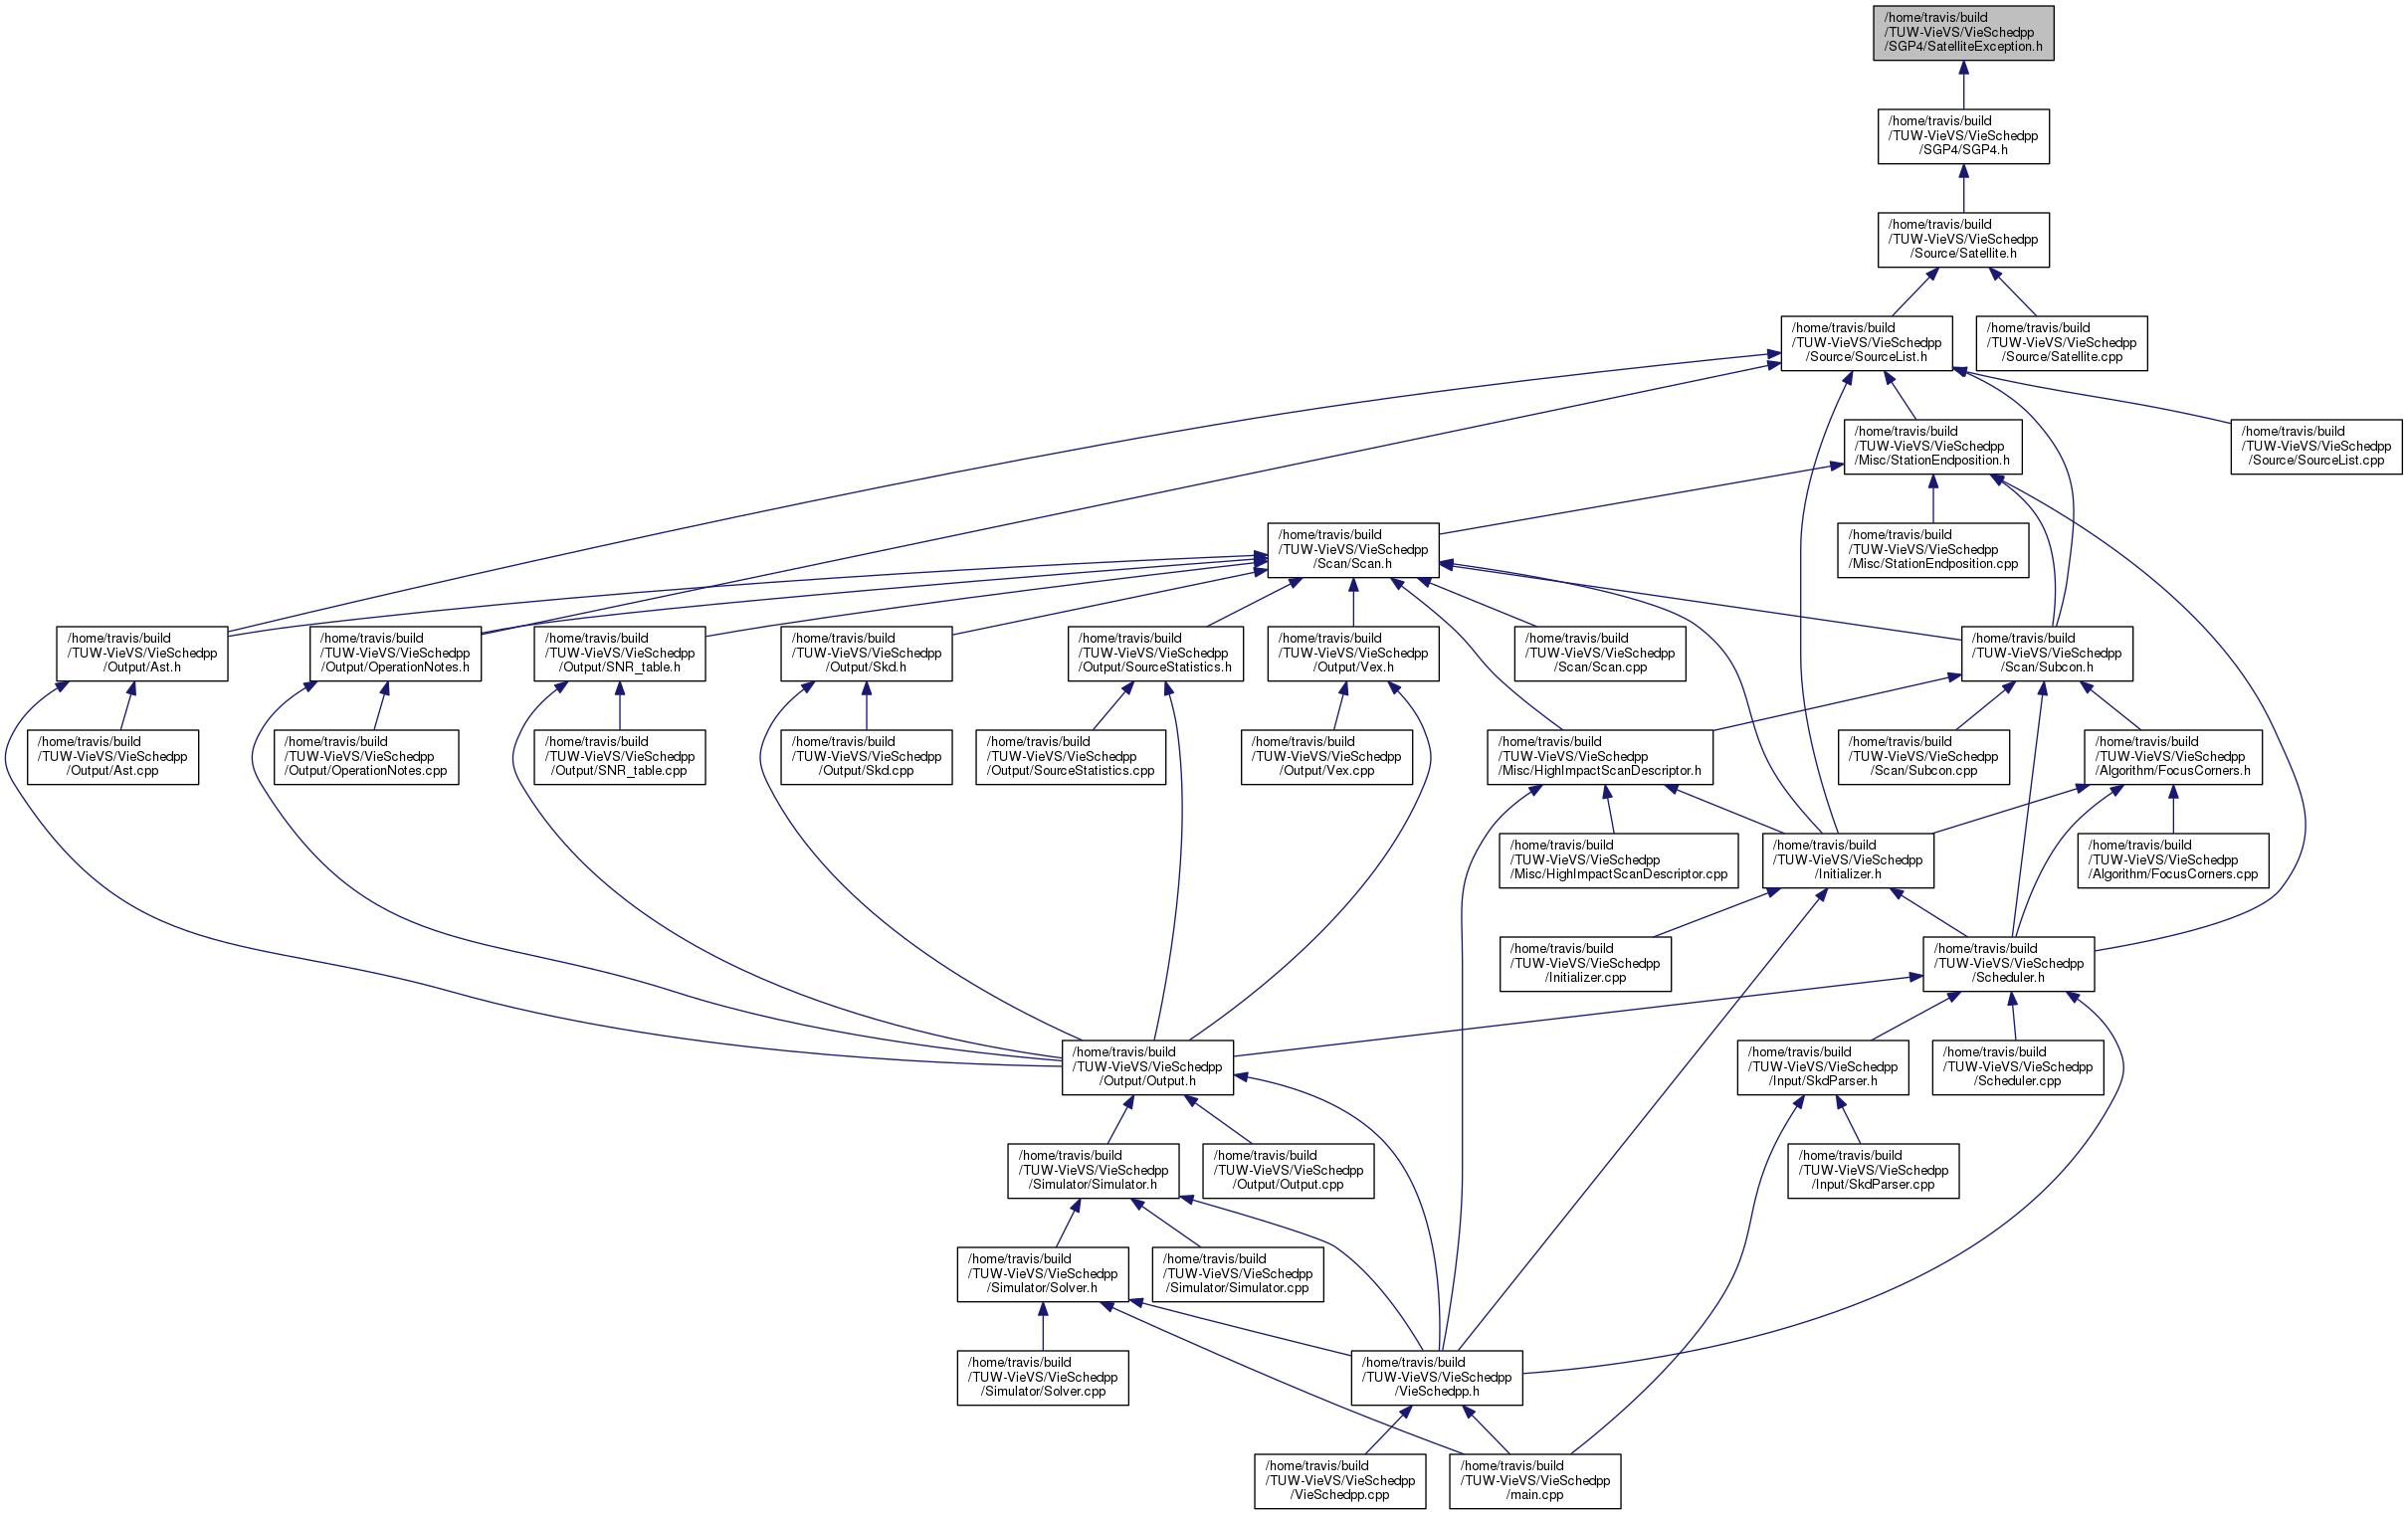 /home/travis/build
/TUW-VieVS/VieSchedpp
/SGP4/SatelliteException.h
/home/travis/build
/TUW-VieVS/VieSchedpp
/SGP4/SGP4.h
/home/travis/build
/TUW-VieVS/VieSchedpp
/Source/Satellite.h
/home/travis/build
/TUW-VieVS/VieSchedpp
/Source/SourceList.h
/home/travis/build
/TUW-VieVS/VieSchedpp
/Source/Satellite.cpp
/home/travis/build
/TUW-VieVS/VieSchedpp
/Misc/StationEndposition.h
/home/travis/build
/TUW-VieVS/VieSchedpp
/Source/SourceList.cpp
/home/travis/build
/TUW-VieVS/VieSchedpp
/Scan/Scan.h
/home/travis/build
/TUW-VieVS/VieSchedpp
/Misc/StationEndposition.cpp
/home/travis/build
/TUW-VieVS/VieSchedpp
/Output/Ast.h
/home/travis/build
/TUW-VieVS/VieSchedpp
/Output/OperationNotes.h
/home/travis/build
/TUW-VieVS/VieSchedpp
/Output/SNR_table.h
/home/travis/build
/TUW-VieVS/VieSchedpp
/Output/Skd.h
/home/travis/build
/TUW-VieVS/VieSchedpp
/Output/SourceStatistics.h
/home/travis/build
/TUW-VieVS/VieSchedpp
/Output/Vex.h
/home/travis/build
/TUW-VieVS/VieSchedpp
/Scan/Scan.cpp
/home/travis/build
/TUW-VieVS/VieSchedpp
/Scan/Subcon.h
/home/travis/build
/TUW-VieVS/VieSchedpp
/Output/Ast.cpp
/home/travis/build
/TUW-VieVS/VieSchedpp
/Output/OperationNotes.cpp
/home/travis/build
/TUW-VieVS/VieSchedpp
/Output/SNR_table.cpp
/home/travis/build
/TUW-VieVS/VieSchedpp
/Output/Skd.cpp
/home/travis/build
/TUW-VieVS/VieSchedpp
/Output/SourceStatistics.cpp
/home/travis/build
/TUW-VieVS/VieSchedpp
/Output/Vex.cpp
/home/travis/build
/TUW-VieVS/VieSchedpp
/Misc/HighImpactScanDescriptor.h
/home/travis/build
/TUW-VieVS/VieSchedpp
/Scan/Subcon.cpp
/home/travis/build
/TUW-VieVS/VieSchedpp
/Algorithm/FocusCorners.h
/home/travis/build
/TUW-VieVS/VieSchedpp
/Misc/HighImpactScanDescriptor.cpp
/home/travis/build
/TUW-VieVS/VieSchedpp
/Initializer.h
/home/travis/build
/TUW-VieVS/VieSchedpp
/Algorithm/FocusCorners.cpp
/home/travis/build
/TUW-VieVS/VieSchedpp
/Initializer.cpp
/home/travis/build
/TUW-VieVS/VieSchedpp
/Scheduler.h
/home/travis/build
/TUW-VieVS/VieSchedpp
/Output/Output.h
/home/travis/build
/TUW-VieVS/VieSchedpp
/Input/SkdParser.h
/home/travis/build
/TUW-VieVS/VieSchedpp
/Scheduler.cpp
/home/travis/build
/TUW-VieVS/VieSchedpp
/Simulator/Simulator.h
/home/travis/build
/TUW-VieVS/VieSchedpp
/Output/Output.cpp
/home/travis/build
/TUW-VieVS/VieSchedpp
/Input/SkdParser.cpp
/home/travis/build
/TUW-VieVS/VieSchedpp
/Simulator/Solver.h
/home/travis/build
/TUW-VieVS/VieSchedpp
/Simulator/Simulator.cpp
/home/travis/build
/TUW-VieVS/VieSchedpp
/Simulator/Solver.cpp
/home/travis/build
/TUW-VieVS/VieSchedpp
/VieSchedpp.h
/home/travis/build
/TUW-VieVS/VieSchedpp
/VieSchedpp.cpp
/home/travis/build
/TUW-VieVS/VieSchedpp
/main.cpp